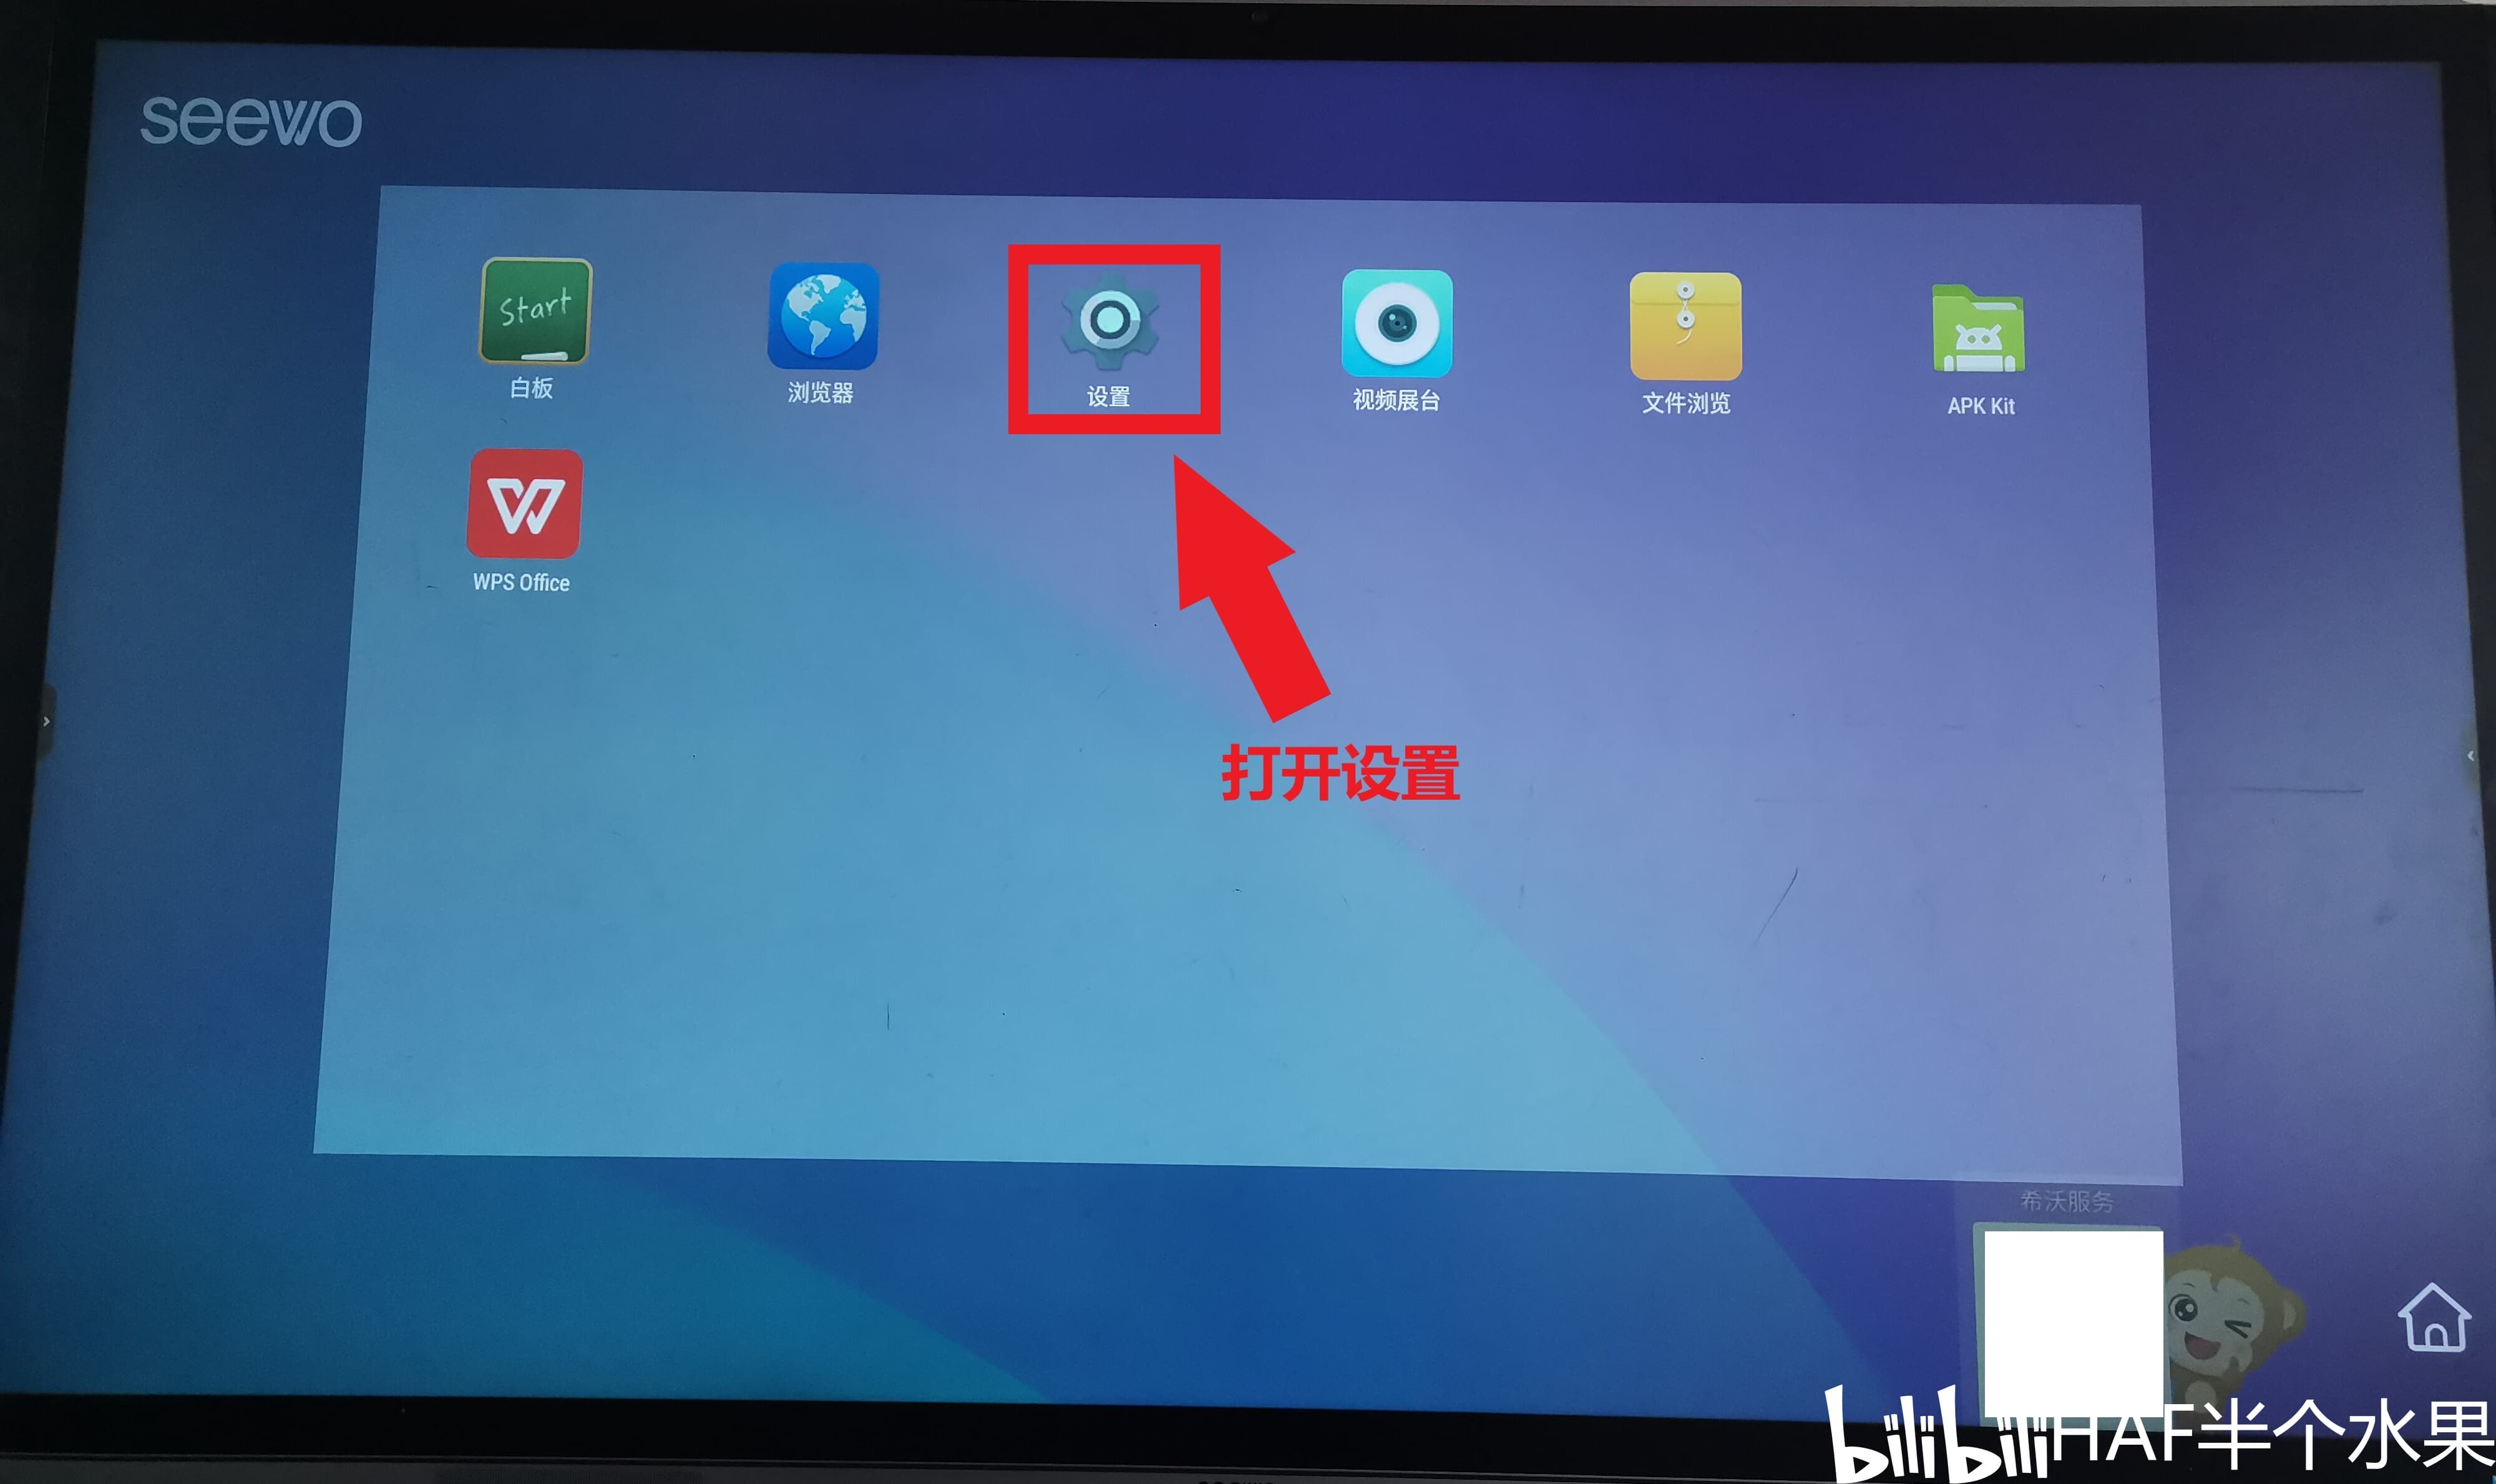 seewo
Start
白板
浏览器
设置
视频展台
文件浏览
APK Kit
WPS Office
打开设置
希沃服务
bilibili HAF半个水果